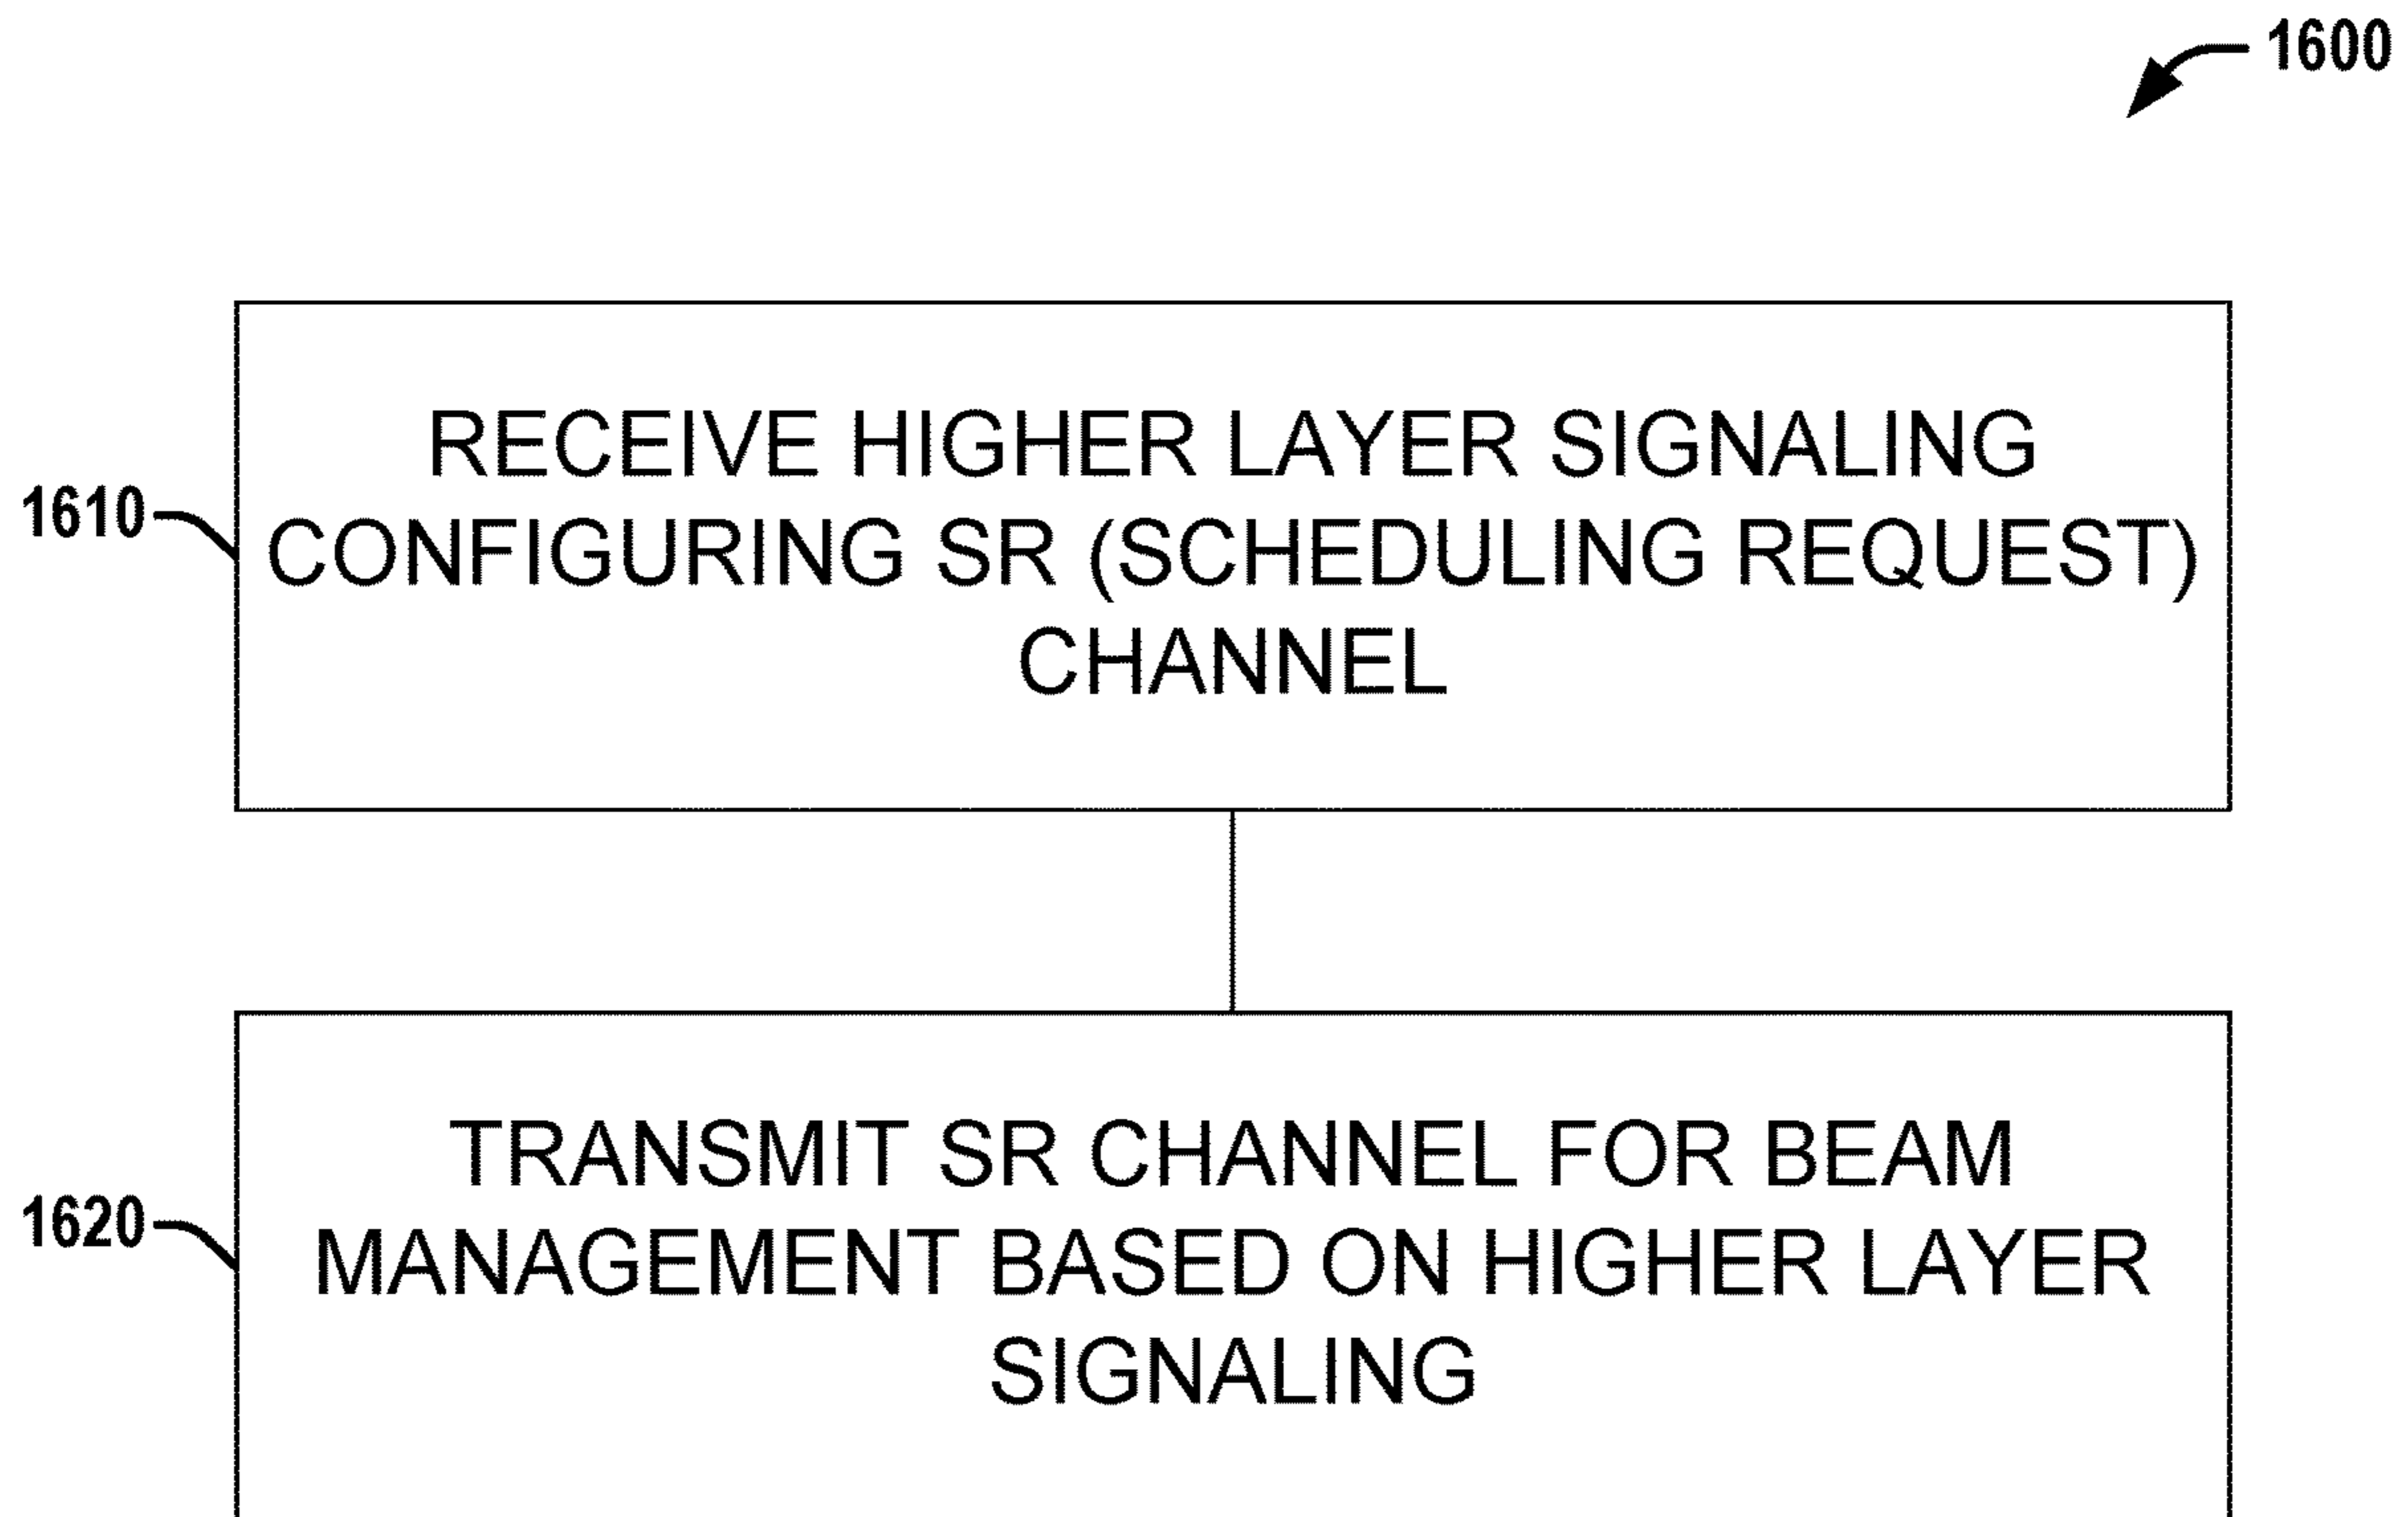 1600
RECEIVE HIGHER LAYER SIGNALING
1610
CONFIGURING SR (SCHEDULING REQUEST)
CHANNEL
TRANSMIT SR CHANNEL FOR BEAM
1620
MANAGEMENT BASED ON HIGHER LAYER
SIGNALING